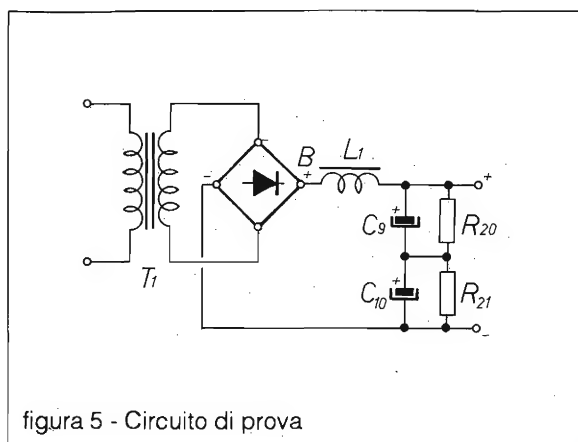 B
L1
+
-
-
+
+
C9
R20
+
C10
R21
-
T1
figura 5 - Circuito di prova